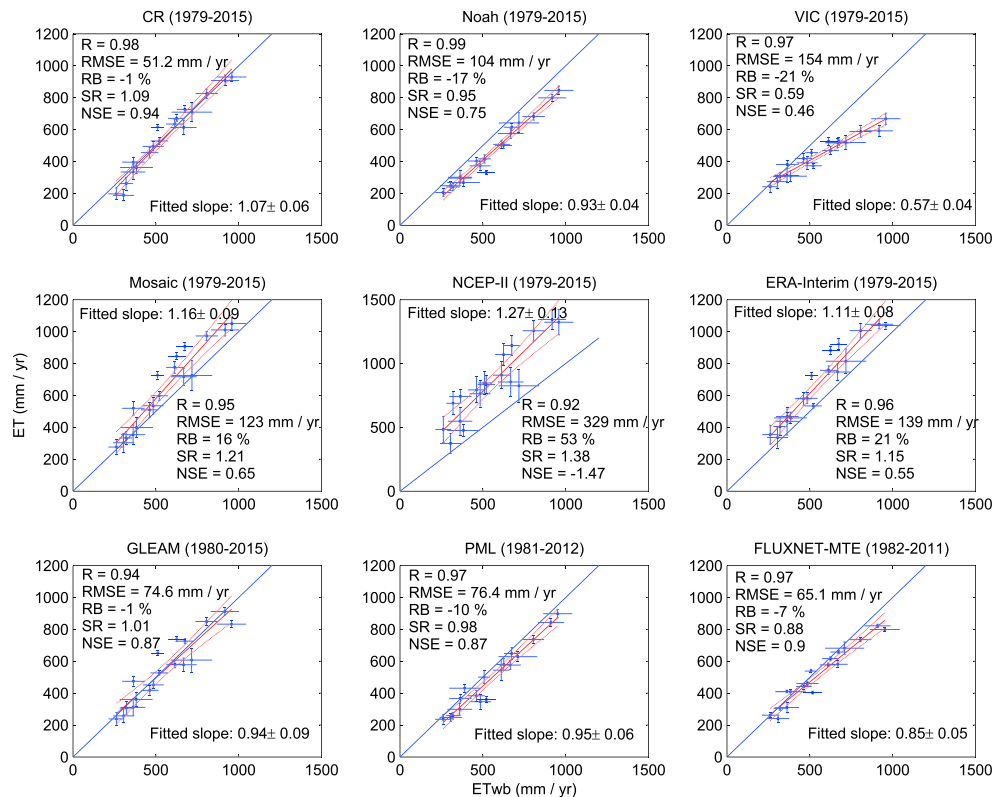 CR (1979-2015)
R = 0.98
RMSE = 51.2 mm / yr
RB = -1 %
SR = 1.09
NSE = 0.94
Fitted slope: 1.07± 0.06
0
200
400
600
800
1000
1200
0
500
1000
1500
Noah (1979-2015)
R = 0.99
RMSE = 104 mm / yr
RB = -17 %
SR = 0.95
NSE = 0.75
Fitted slope: 0.93± 0.04
0
200
400
600
800
1000
1200
0
500
1000
1500
VIC (1979-2015)
R = 0.97
RMSE = 154 mm / yr
RB = -21 %
SR = 0.59
NSE = 0.46
Fitted slope: 0.57± 0.04
0
200
400
600
800
1000
1200
0
500
1000
1500
Mosaic (1979-2015)
Fitted slope: 1.16± 0.09
R = 0.95
RMSE = 123 mm / yr
RB = 16 %
SR = 1.21
NSE = 0.65
0
200
400
600
800
1000
1200
0
500
1000
1500
ET (mm / yr)
NCEP-II (1979-2015)
Fitted slope: 1.27± 0.13
R = 0.92
RMSE = 329 mm / yr
RB = 53 %
SR = 1.38
NSE = -1.47
0
500
1000
1500
0
500
1000
1500
ERA-Interim (1979-2015)
Fitted slope: 1.11± 0.08
R = 0.96
RMSE = 139 mm / yr
RB = 21 %
SR = 1.15
NSE = 0.55
0
200
400
600
800
1000
1200
0
500
1000
1500
GLEAM (1980-2015)
R = 0.94
RMSE = 74.6 mm / yr
RB = -1 %
SR = 1.01
NSE = 0.87
Fitted slope: 0.94± 0.09
0
200
400
600
800
1000
1200
0
500
1000
1500
PML (1981-2012)
R = 0.97
RMSE = 76.4 mm / yr
RB = -10 %
SR = 0.98
NSE = 0.87
Fitted slope: 0.95± 0.06
0
200
400
600
800
1000
1200
0
500
1000
1500
ETwb (mm / yr)
FLUXNET-MTE (1982-2011)
R = 0.97
RMSE = 65.1 mm / yr
RB = -7 %
SR = 0.88
NSE = 0.9
Fitted slope: 0.85± 0.05
0
200
400
600
800
1000
1200
0
500
1000
1500